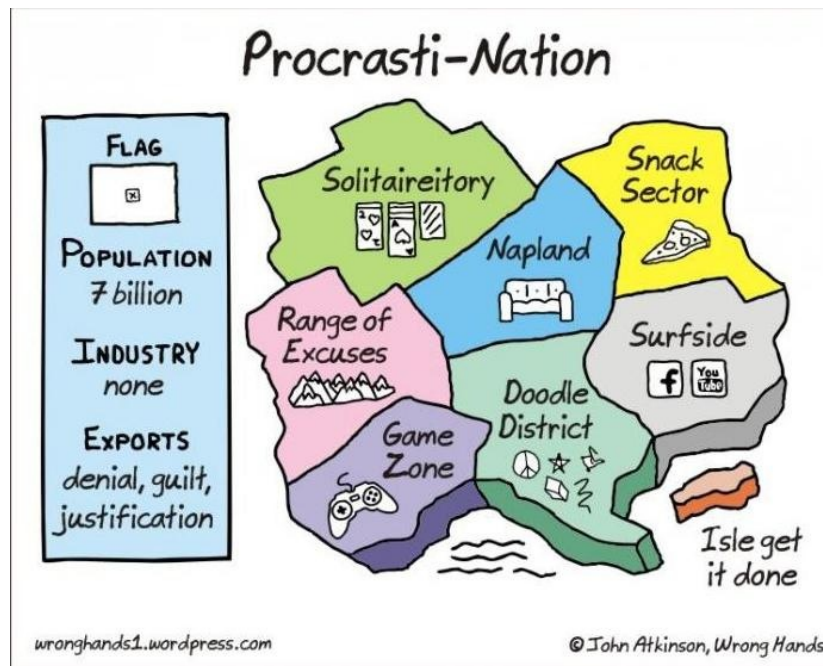 Procrasti-Nation
FLAG
POPULATION
7 billion
INDUSTRY
none
EXPORTS
denial, guilt,
justification
Solitaireitory
Snack
Sector
Napland
Range of
Excuses
Surfside
f
You
Tube
Doodle
District
Game
Zone
Isle get
it done
wronghands1.wordpress.com
© John Atkinson, Wrong Hands